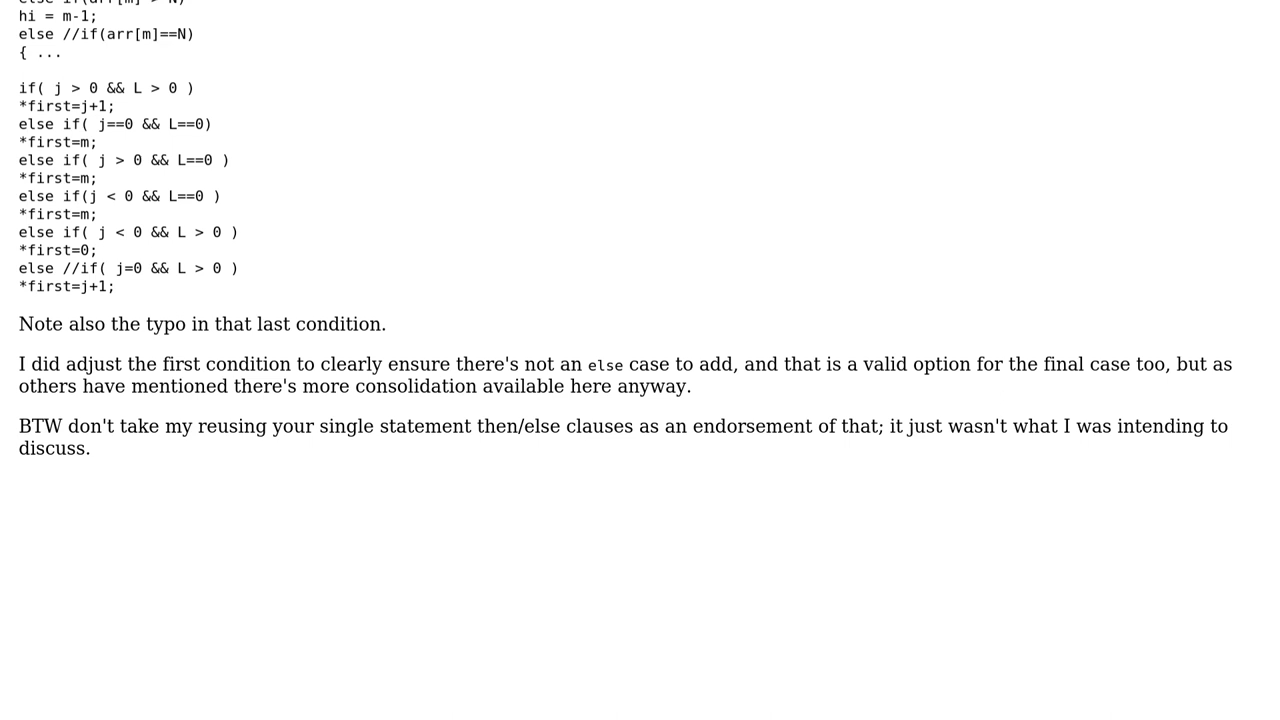 else if(arr[m] > N)
hi = m-1;
else //if(arr[m]==N)
{ ...
if( j > 0 && L > 0 )
*first=j+1;
else if( j==0 && L==0)
*first=m;
else if( j > 0 && L==0 )
*first=m;
else if(j < 0 && L==0 )
*first=m;
else if( j < 0 && L > 0 )
*first=0;
else //if( j=0 && L > 0 )
*first=j+1;
Note also the typo in that last condition.
I did adjust the first condition to clearly ensure there's not an else case to add, and that is a valid option for the final case too, but as
others have mentioned there's more consolidation available here anyway.
BTW don't take my reusing your single statement then/else clauses as an endorsement of that; it just wasn't what I was intending to
discuss.